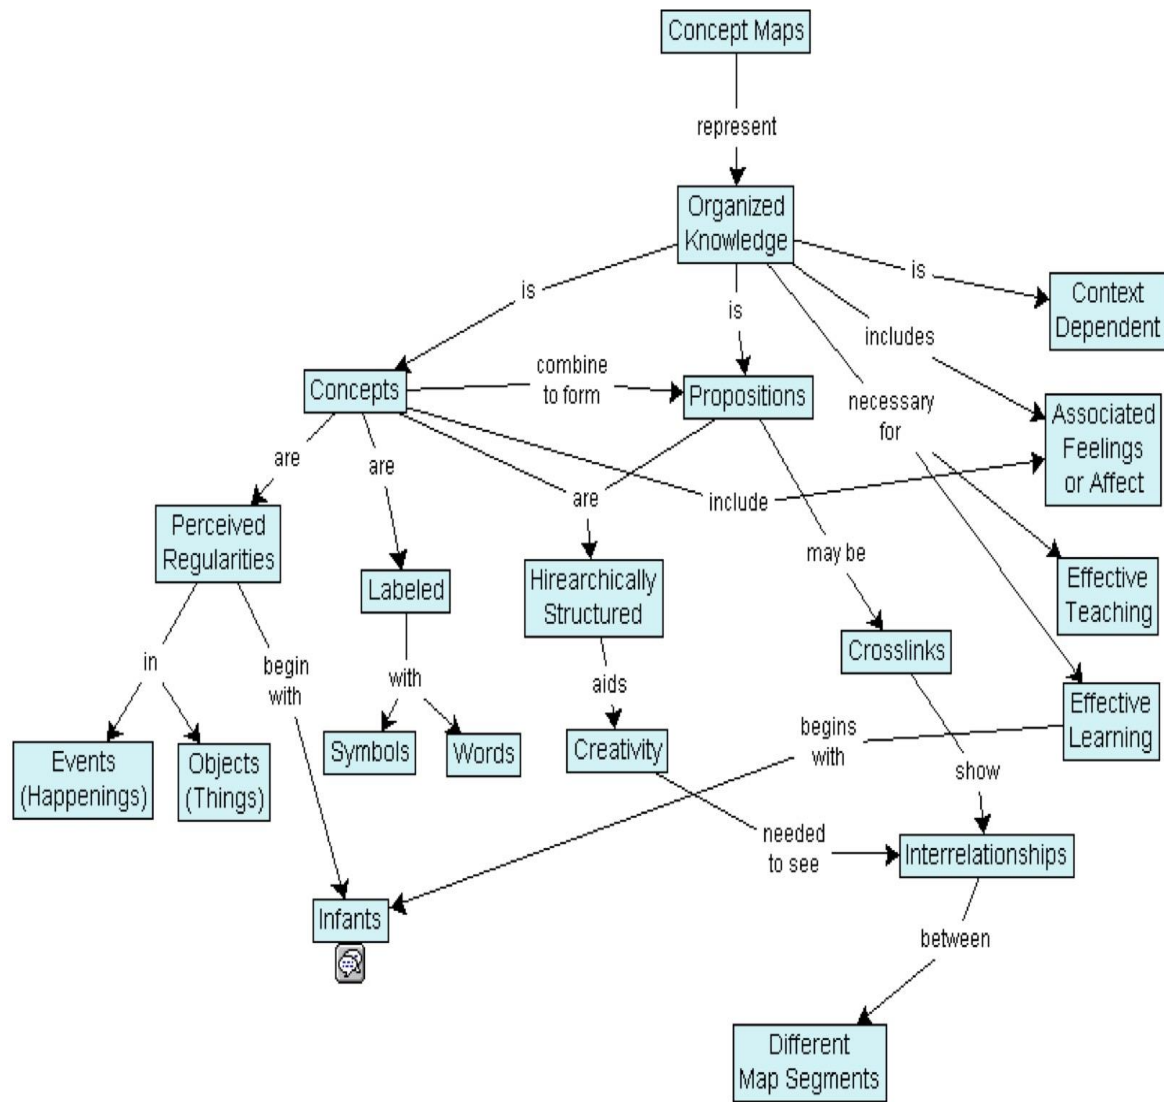 Concept Maps
represent
Organized
Knowledge
is
Context
Dependent
is
is
includes
combine
to form
Concepts
Propositions
necessary
for
Associated
Feelings
or Affect
are
are
are
include
Perceived
Regularities
may be
Labeled
Hirearchically
Structured
Effective
Teaching
Crosslinks
in
begin
with
with
aids
Effective
Learning
begins
with
Events
(Happenings)
Objects
(Things)
Symbols
Words
Creativity
show
needed
to see
Interrelationships
Infants
between
Different
Map Segments